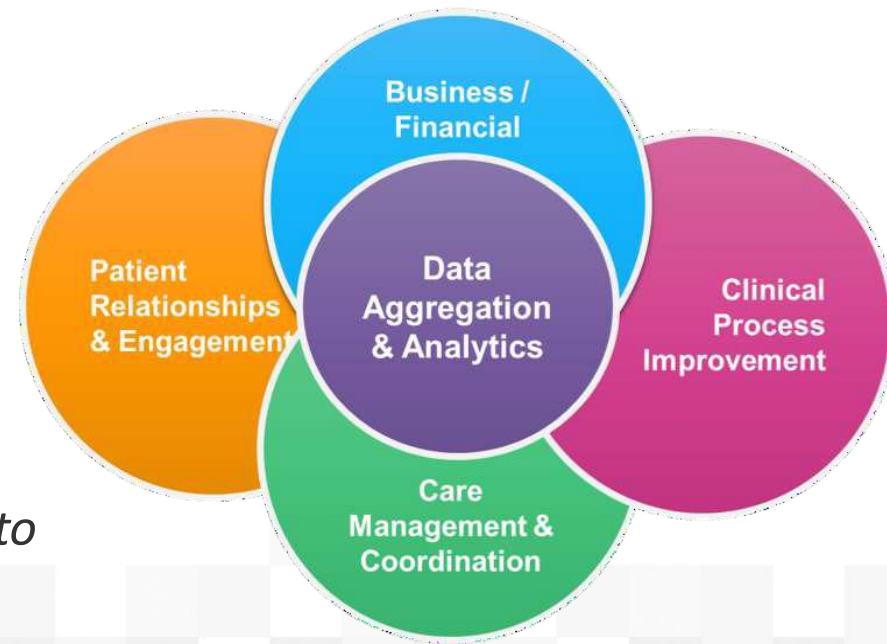 Business /
Financial
Patient
Relationships
& Engagement
Data
Aggregation
& Analytics
Clinical
Process
Improvement
Care
Management &
Coordination
to